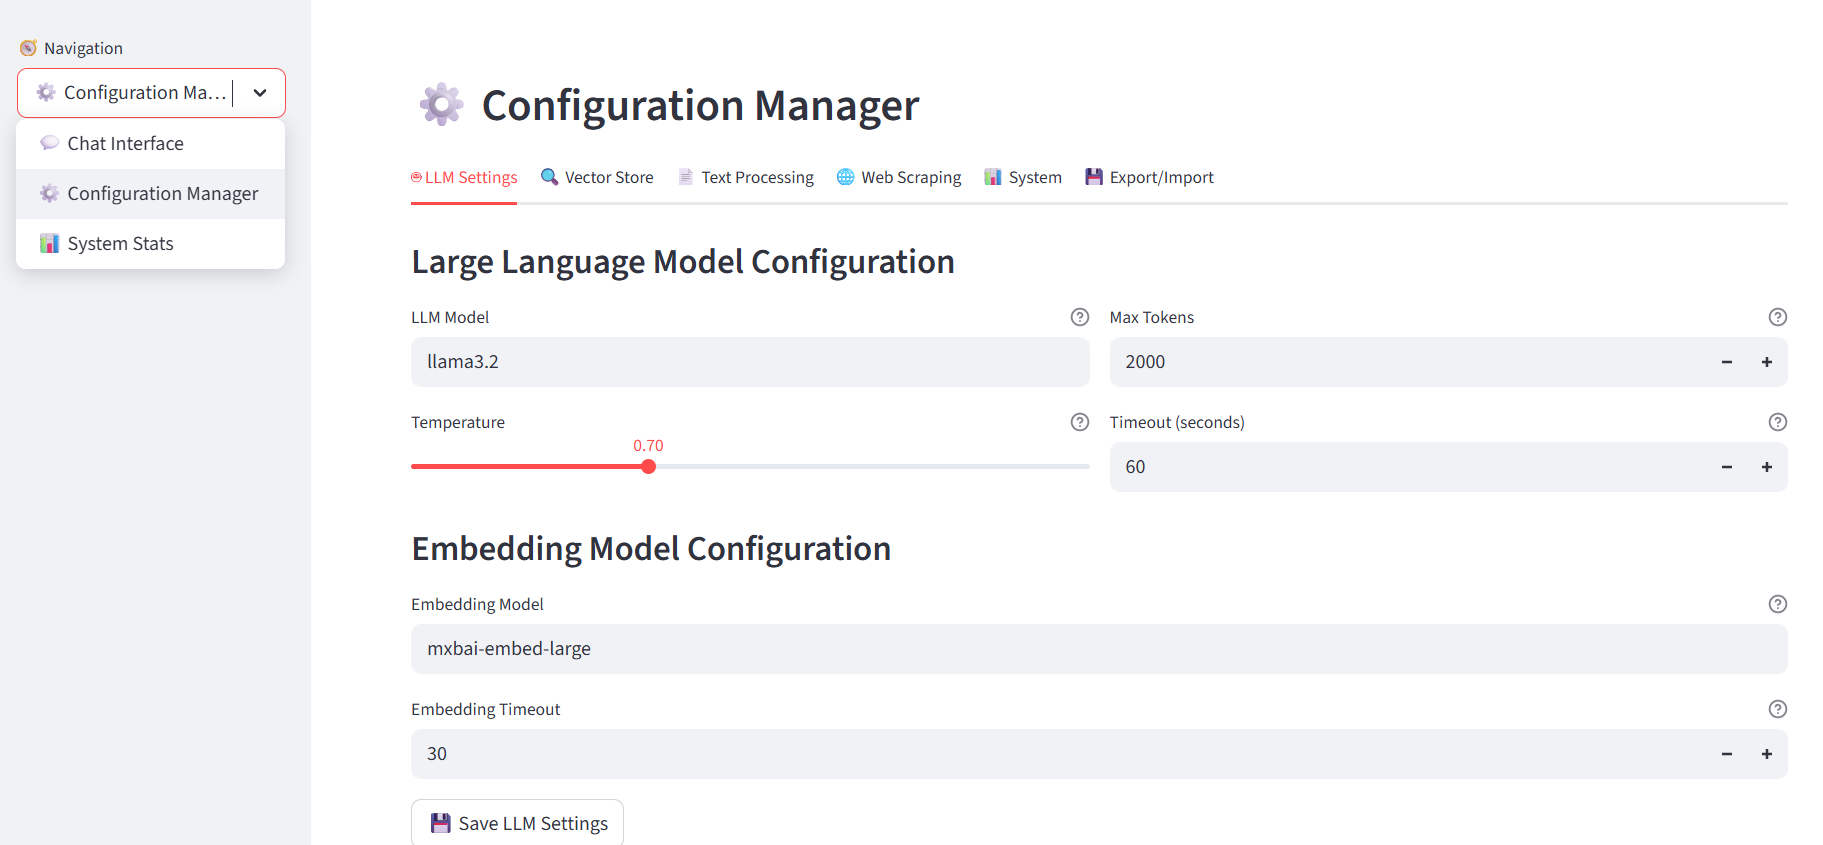 Navigation
Configuration Ma...
Chat Interface
Configuration Manager
System Stats
Configuration Manager
LLM Settings
Vector Store
Text Processing
Web Scraping
System
Export/Import
Large Language Model Configuration
LLM Model
Max Tokens
llama3.2
2000
Temperature
Timeout (seconds)
0.70
60
Embedding Model Configuration
Embedding Model
mxbai-embed-large
Embedding Timeout
30
Save LLM Settings